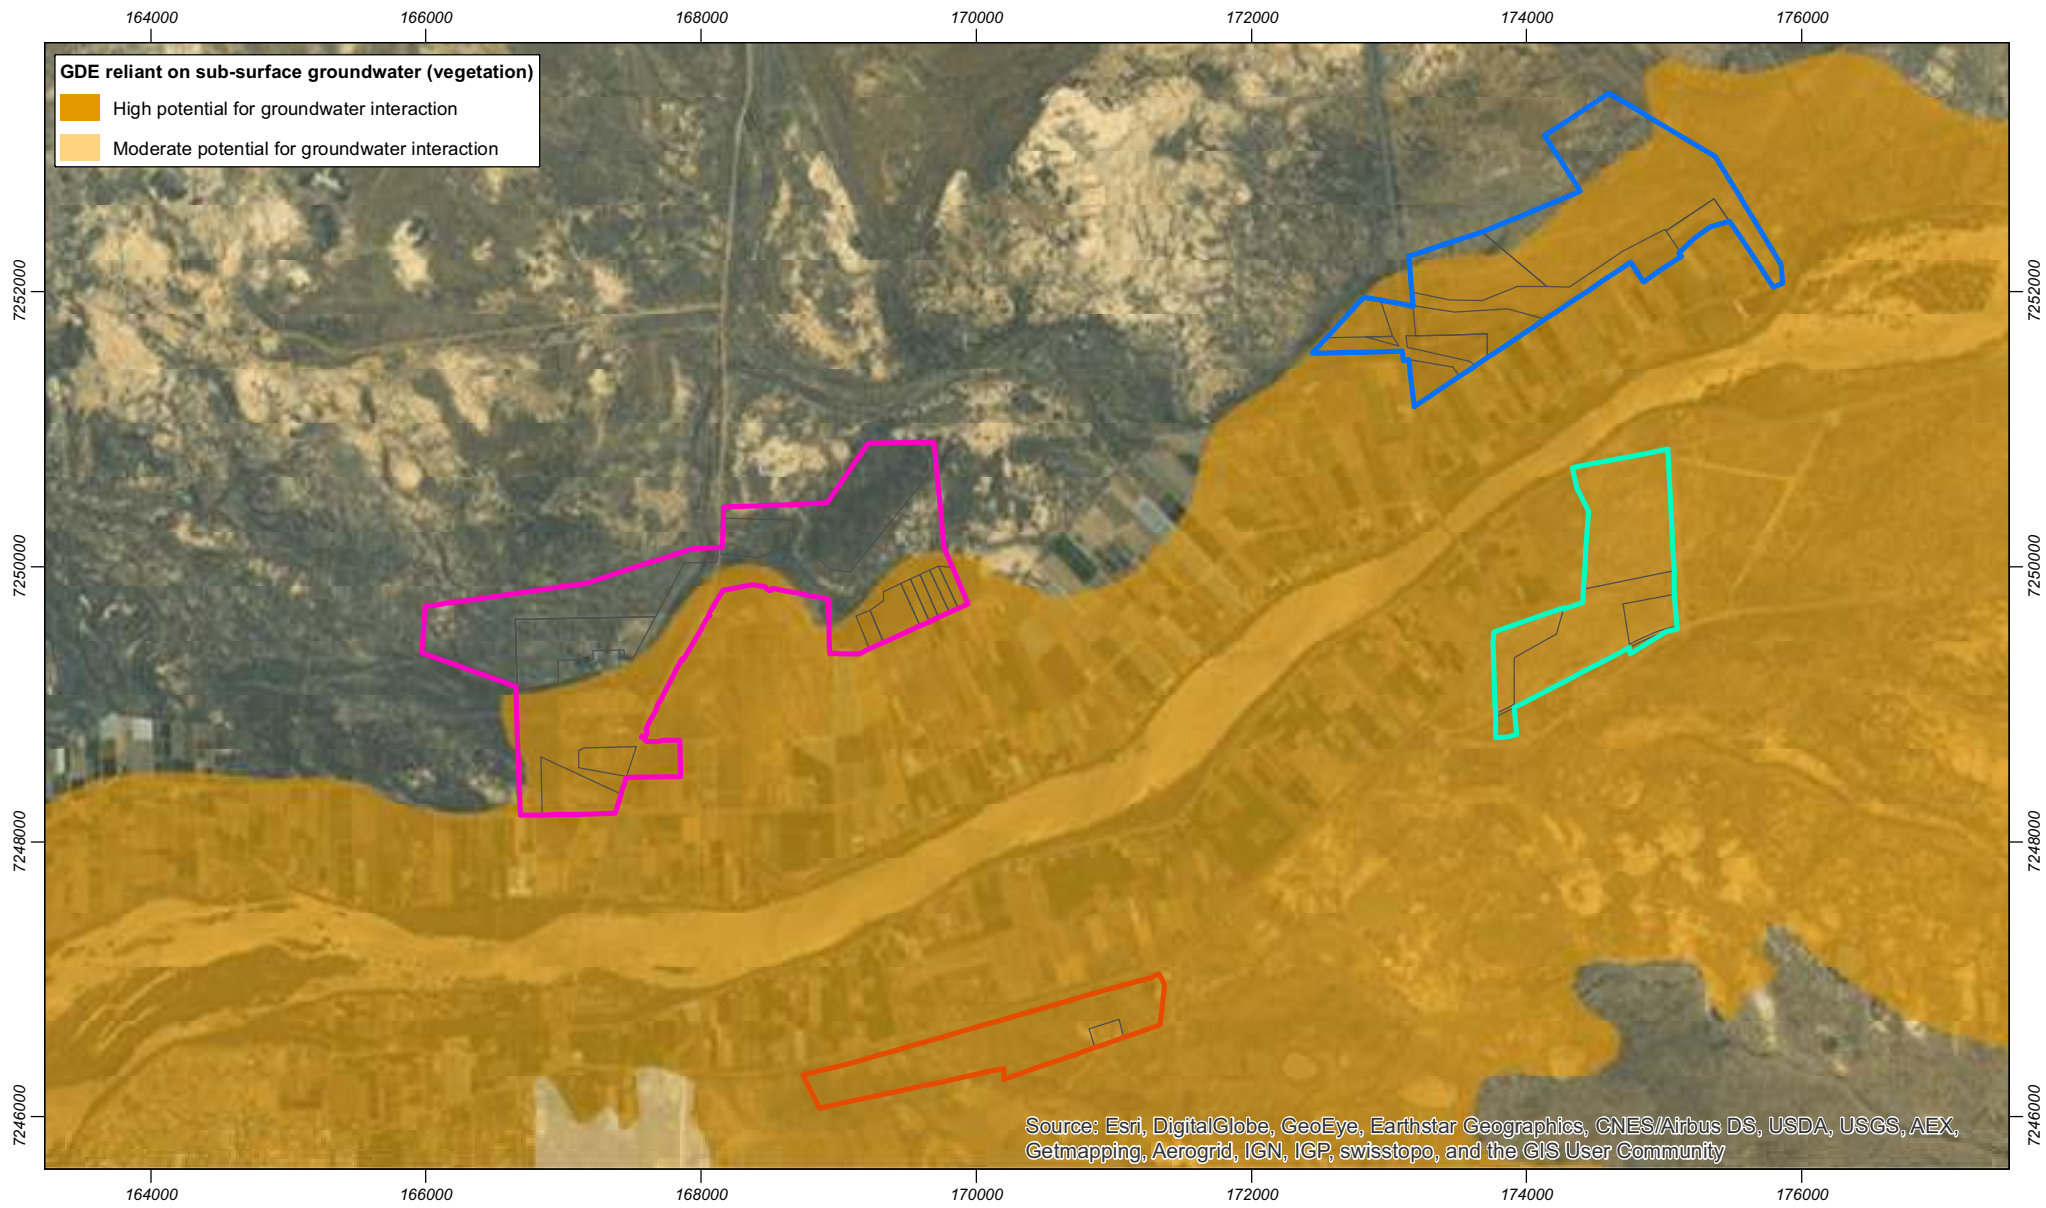 164000 166000 168000 170000 172000 174000 176000
GDE reliant on sub-surface groundwater (vegetation)
High potential for groundwater interaction
Moderate potential for groundwater interaction
7252000 7252000
7250000 7250000
7248000 7248000
7246000 7246000
Source: Esri, DigitalGlobe, GeoEye, Earthstar Geographics, CNES/Airbus DS, USDA, USGS, AEX,
Getmapping, Aerogrid, IGN, IGP, swisstopo, and the GIS User Community
164000 166000 168000 170000 172000 174000 176000